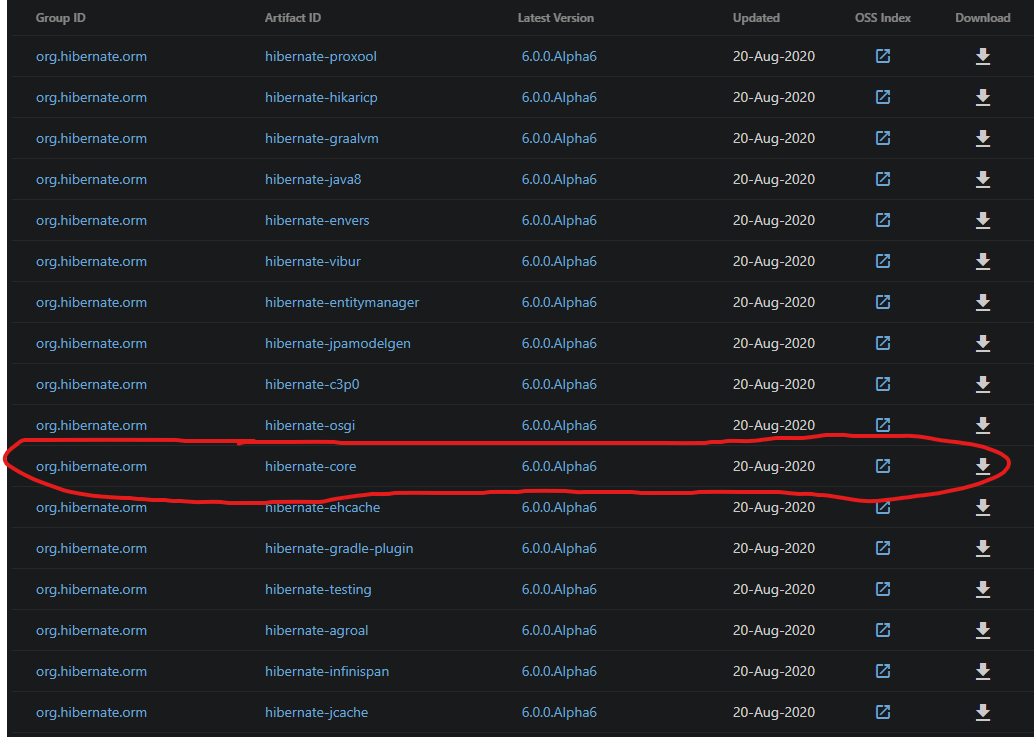 Group ID Artifact ID Latest Version Updated OSS Index Download
org.hibernate.orm hibernate-proxool 6.0.0.Alpha6 20-Aug-2020
org.hibernate.orm hibernate-hikaricp 6.0.0.Alpha6 20-Aug-2020
org.hibernate.orm hibernate-graalvm 6.0.0.Alpha6 20-Aug-2020
org.hibernate.orm hibernate-java8 6.0.0.Alpha6 20-Aug-2020
org.hibernate.orm hibernate-envers 6.0.0.Alpha6 20-Aug-2020
org.hibernate.orm hibernate-vibur 6.0.0.Alpha6 20-Aug-2020
org.hibernate.orm hibernate-entitymanager 6.0.0.Alpha6 20-Aug-2020
org.hibernate.orm hibernate-jpamodelgen 6.0.0.Alpha6 20-Aug-2020
org.hibernate.orm hibernate-c3p0 6.0.0.Alpha6 20-Aug-2020
org.hibernate.orm hibernate-osgi 6.0.0.Alpha6 20-Aug-2020
org.hibernate.orm hibernate-core 6.0.0.Alpha6 20-Aug-2020
org.hibernate.orm hibernate-ehcache 6.0.0.Alpha6 20-Aug-2020
org.hibernate.orm hibernate-gradle-plugin 6.0.0.Alpha6 20-Aug-2020
org.hibernate.orm hibernate-testing 6.0.0.Alpha6 20-Aug-2020
org.hibernate.orm hibernate-agroal 6.0.0.Alpha6 20-Aug-2020
org.hibernate.orm hibernate-infinispan 6.0.0.Alpha6 20-Aug-2020
org.hibernate.orm hibernate-jcache 6.0.0.Alpha6 20-Aug-2020